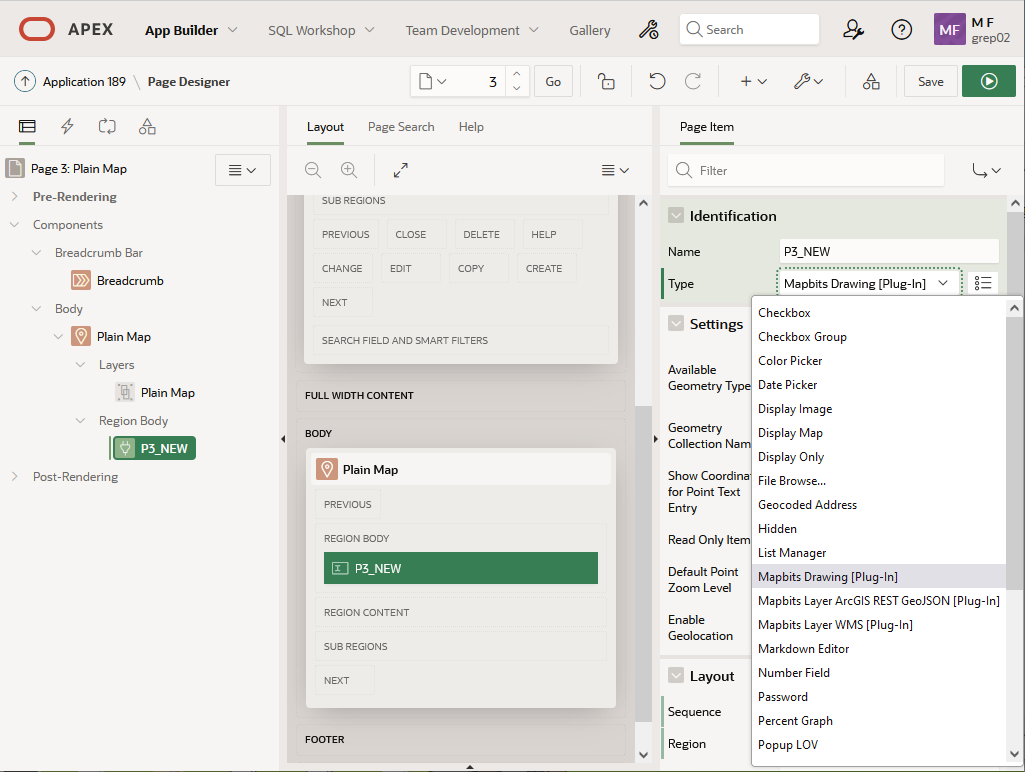 APEX
App Builder
SQL Workshop
Team Development
Gallery
Search
MF
M F
grep02
Application 189
\
Page Designer
3
Go
Save
Page 3: Plain Map
Pre-Rendering
Components
Breadcrumb Bar
Breadcrumb
Body
Plain Map
Layers
Plain Map
Region Body
P3_NEW
Post-Rendering
Layout
Page Search
Help
SUB REGIONS
PREVIOUS
CLOSE
DELETE
HELP
CHANGE
EDIT
COPY
CREATE
NEXT
SEARCH FIELD AND SMART FILTERS
FULL WIDTH CONTENT
BODY
Plain Map
PREVIOUS
REGION BODY
P3_NEW
REGION CONTENT
SUB REGIONS
NEXT
FOOTER
Page Item
Filter
Identification
Name
P3_NEW
Type
Mapbits Drawing [Plug-In]
Settings
Available
Geometry Type
Geometry
Collection Nam
Show Coordina
for Point Text
Entry
Read Only Item
Default Point
Zoom Level
Enable
Geolocation
Layout
Sequence
Region
Checkbox
Checkbox Group
Color Picker
Date Picker
Display Image
Display Map
Display Only
File Browse...
Geocoded Address
Hidden
List Manager
Mapbits Drawing [Plug-In]
Mapbits Layer ArcGIS REST GeoJSON [Plug-In]
Mapbits Layer WMS [Plug-In]
Markdown Editor
Number Field
Password
Percent Graph
Popup LOV